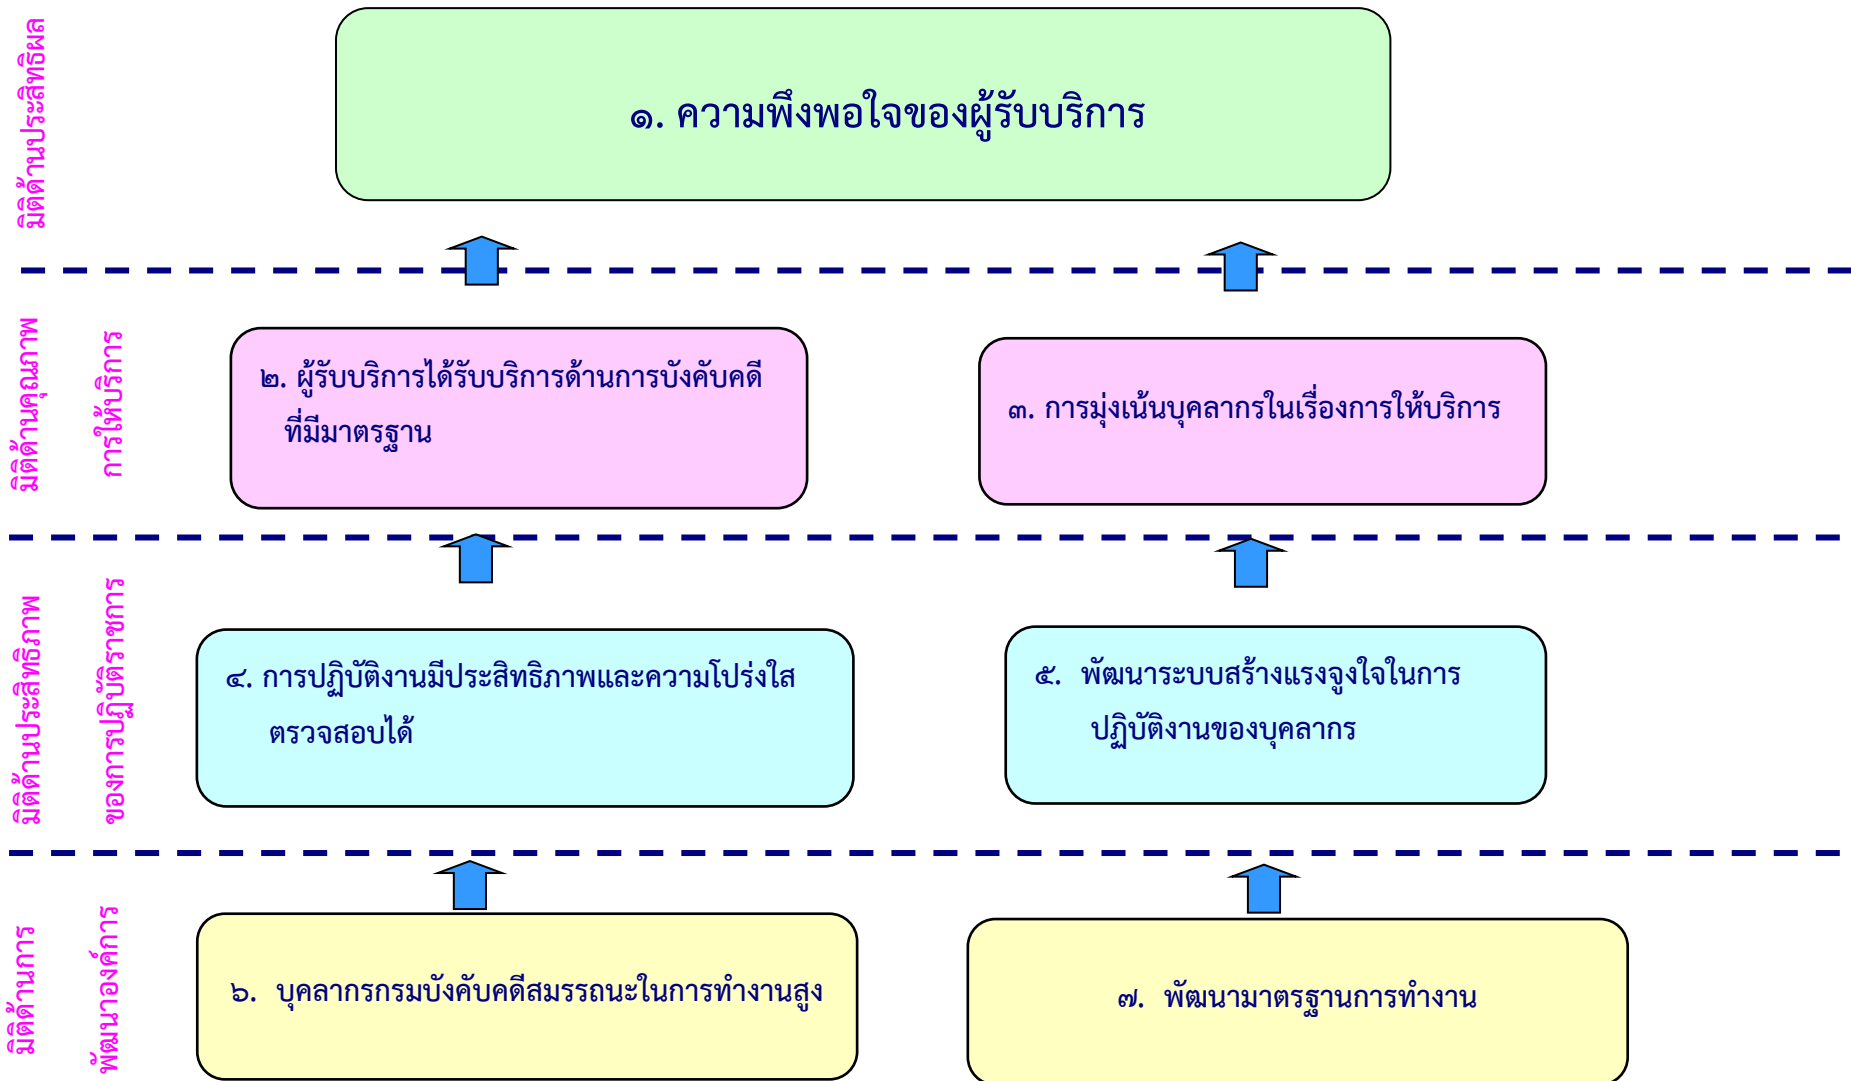 มิติด้านประสิทธิผล
๑. ความพึงพอใจของผู้รับบริการ
มิติด้านคุณภาพ
การให้บริการ
๒. ผู้รับบริการได้รับบริการด้านการบังคับคดี
ที่มีมาตรฐาน
๓. การมุ่งเน้นบุคลากรในเรื่องการให้บริการ
มิติด้านประสิทธิภาพ
ของการปฏิบัติราชการ
๔. การปฏิบัติงานมีประสิทธิภาพและความโปร่งใส
ตรวจสอบได้
๕. พัฒนาระบบสร้างแรงจูงใจในการ
ปฏิบัติงานของบุคลากร
มิติด้านการ
พัฒนาองค์การ
๖. บุคลากรกรมบังคับคดีสมรรถนะในการทำงานสูง
๗. พัฒนามาตรฐานการทำงาน